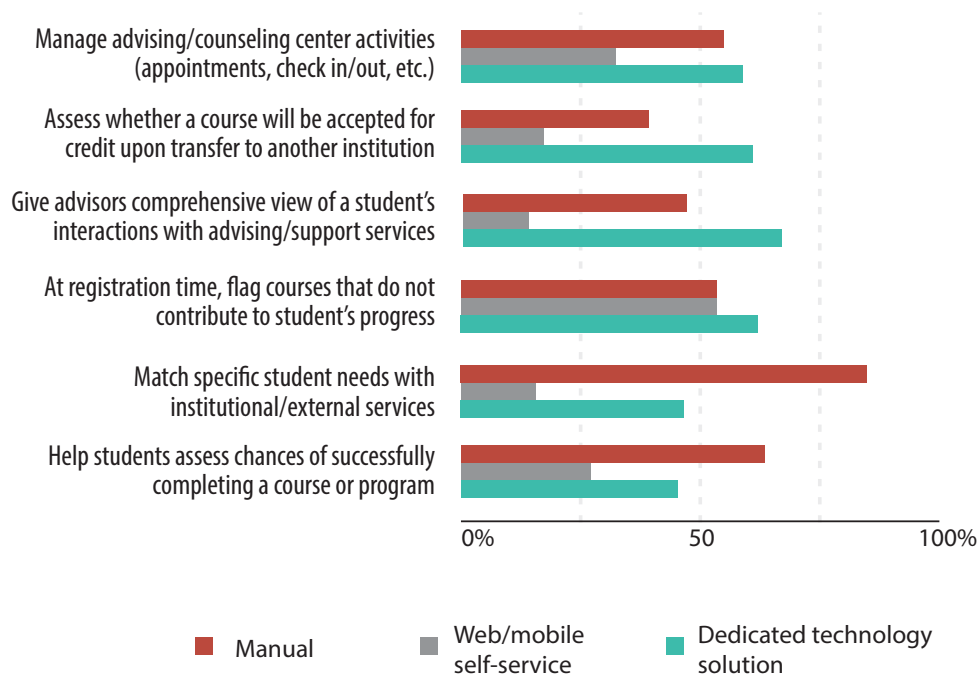 Manage advising/counseling center activities
(appointments, check in/out, etc.)
Assess whether a course will be accepted for
credit upon transfer to another institution
Give advisors comprehensive view of a student’s
interactions with advising/support services
At registration time, flag courses that do not
contribute to student’s progress
Match specific student needs with
institutional/external services
Help students assess chances of successfully
completing a course or program
0% 50 100%
Manual
Web/mobile
self-service
Dedicated technology
solution